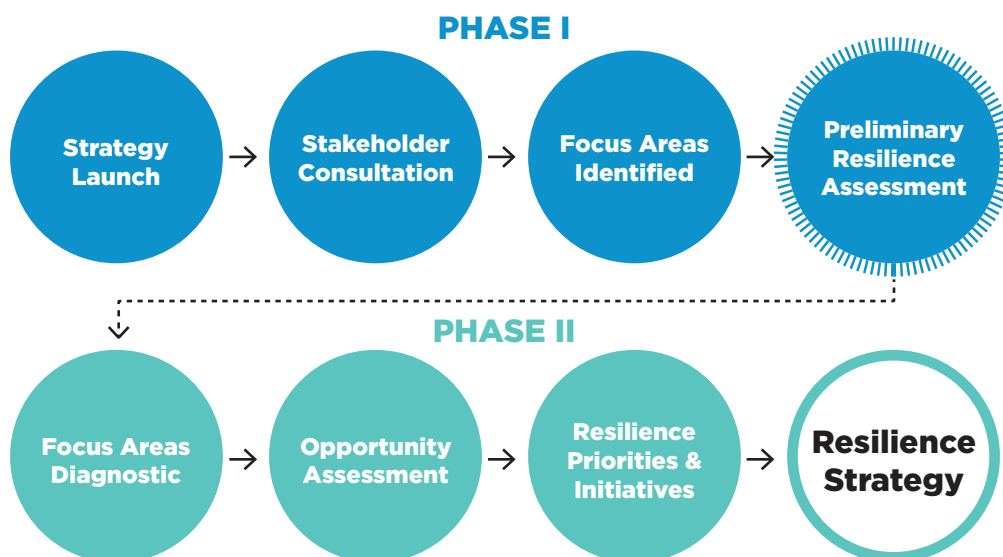 PHASE I
Strategy
Launch
Stakeholder
Consultation
Focus Areas
Identified
Preliminary
Resilience
Assessment
PHASE II
Focus Areas
Diagnostic
Opportunity
Assessment
Resilience
Priorities &
Initiatives
Resilience
Strategy